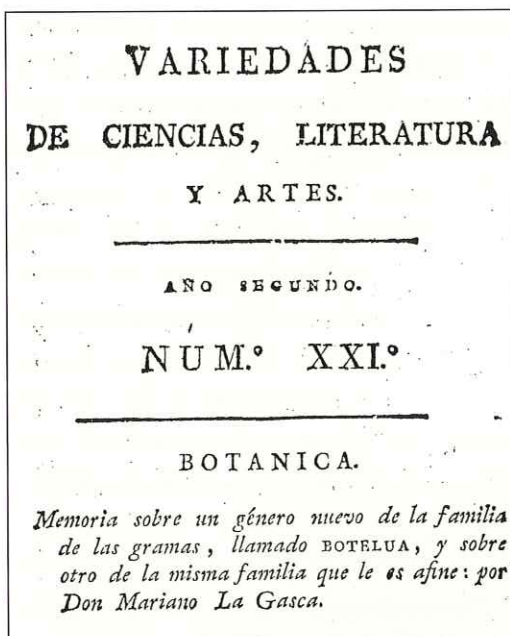 VARIEDADES
DE CIENCIAS, LITERATURA
Y ARTES.
AÑO SEGUNDO.
NÚM.º XXI.º
BOTANICA.
Memoria sobre un género nuevo de la familia
de las gramas, llamado BOTELUA, y sobre
otro de la misma familia que le es afine: por
Don Mariano La Gasca.